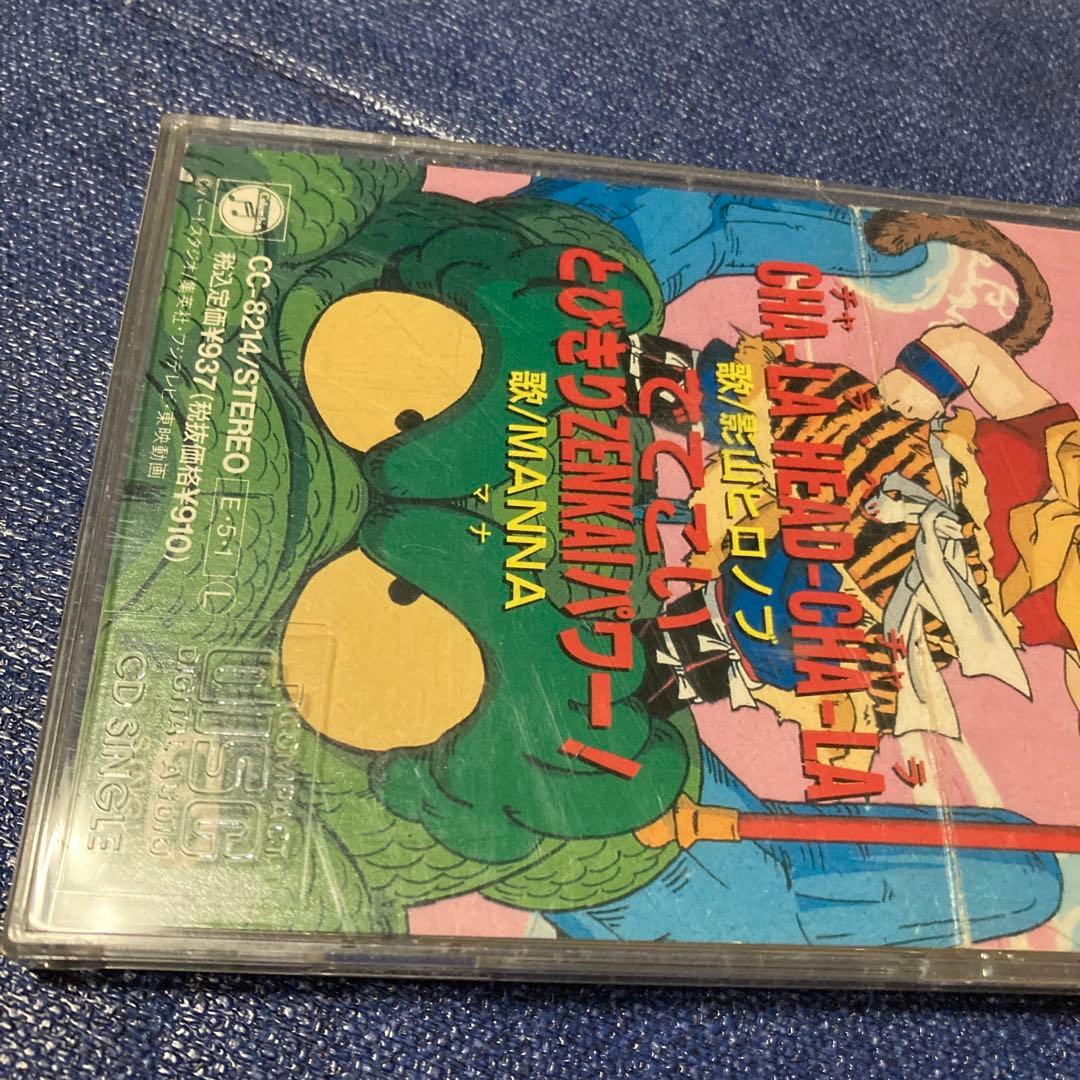 チャ ラ チャ ラ
CHA-LA HEAD-CHA-LA
歌/影山ヒロノブ
でてこい
とびきりZENKAIパワー!
マナ
歌/MANNA
CC-8214/STEREO E-5-1 L
税込定価¥937(税抜価格¥910)
©バードスタジオ/集英社・フジテレビ・東映動画
COMPACT
disc
DIGITAL AUDIO
CD SINGLE